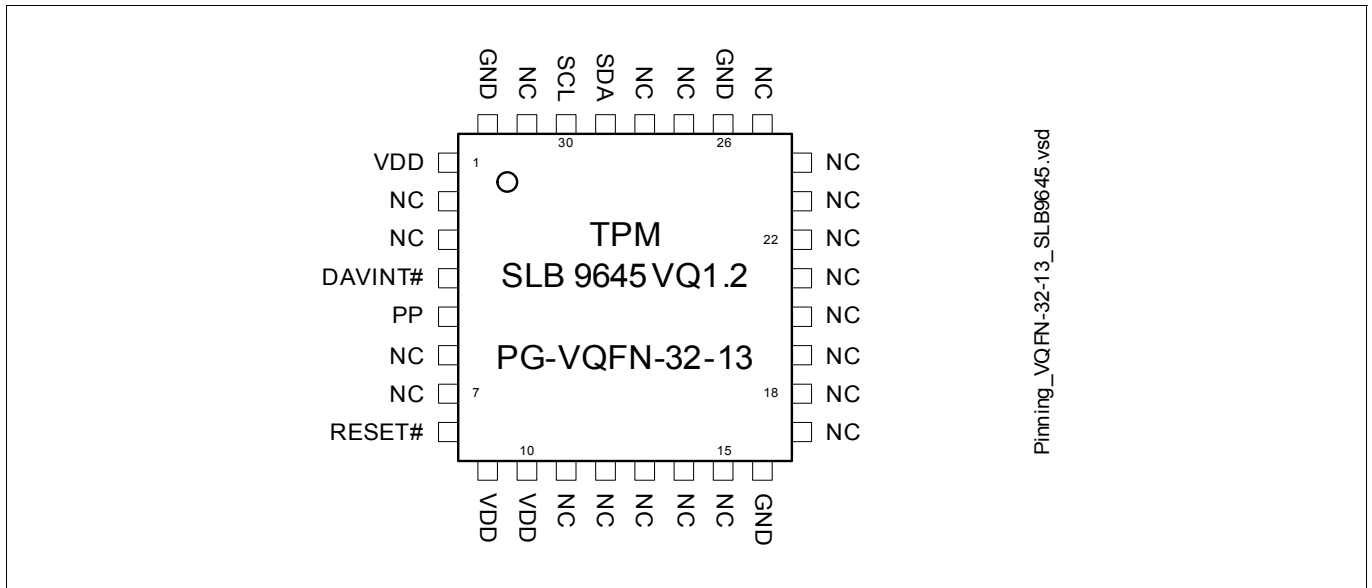 GND NC SCL SDA NC NC GND NC
30 26
VDD 1 NC
NC NC
NC TPM 22 NC
DAVINT# SLB 9645 VQ1.2 NC
PP NC
NC PG-VQFN-32-13 NC
NC 7 18 NC
RESET# NC
10 15
VDD VDD NC NC NC NC NC GND
Pinning_VQFN-32-13_SLB9645.vsd